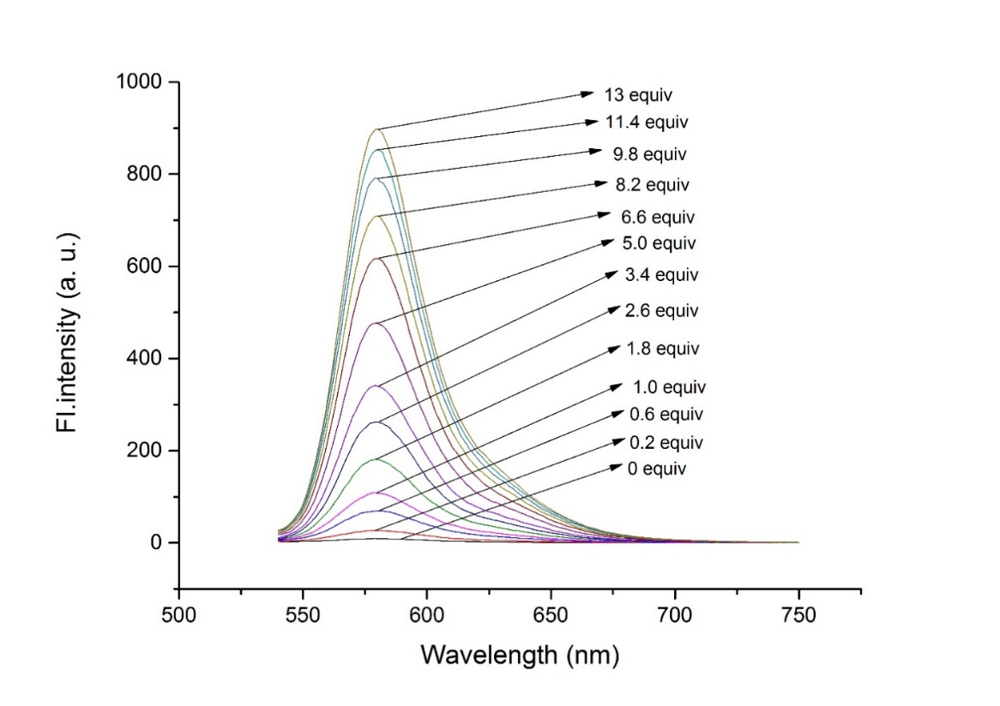 1000
800
600
400
200
0
Fl.intensity (a. u.)
13 equiv
11.4 equiv
9.8 equiv
8.2 equiv
6.6 equiv
5.0 equiv
3.4 equiv
2.6 equiv
1.8 equiv
1.0 equiv
0.6 equiv
0.2 equiv
0 equiv
500 550 600 650 700 750
Wavelength (nm)